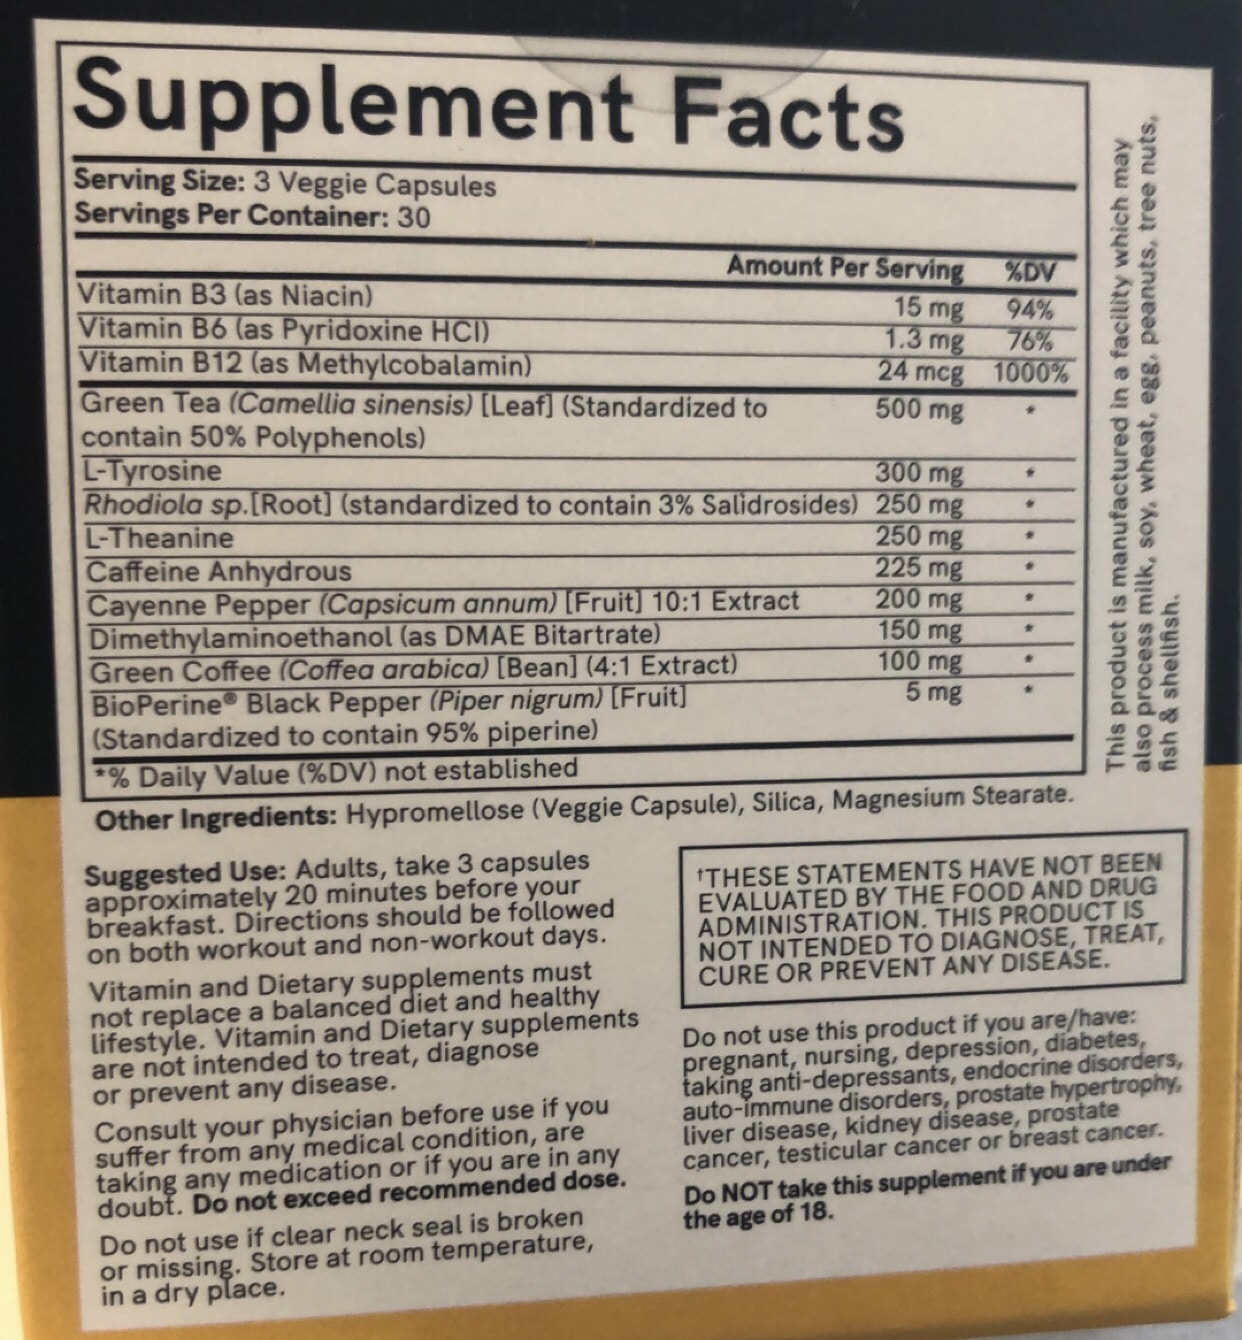 Supplement Facts
Serving Size: 3 Veggie Capsules
Servings Per Container: 30
Amount Per Serving %DV
Vitamin B3 (as Niacin) 15 mg 94%
Vitamin B6 (as Pyridoxine HCl) 1.3 mg 76%
Vitamin B12 (as Methylcobalamin) 24 mcg 1000%
Green Tea (Camellia sinensis) [Leaf] (Standardized to 500 mg *
contain 50% Polyphenols)
L-Tyrosine 300 mg *
Rhodiola sp.[Root] (standardized to contain 3% Salidrosides) 250 mg *
L-Theanine 250 mg *
Caffeine Anhydrous 225 mg *
Cayenne Pepper (Capsicum annum) [Fruit] 10:1 Extract 200 mg *
Dimethylaminoethanol (as DMAE Bitartrate) 150 mg *
Green Coffee (Coffea arabica) [Bean] (4:1 Extract) 100 mg *
BioPerine® Black Pepper (Piper nigrum) [Fruit] 5 mg *
(Standardized to contain 95% piperine)
*% Daily Value (%DV) not established
Other Ingredients: Hypromellose (Veggie Capsule), Silica, Magnesium Stearate.
This product is manufactured in a facility which may
also process milk, soy, wheat, egg, peanuts, tree nuts,
fish & shellfish.
Suggested Use: Adults, take 3 capsules
approximately 20 minutes before your
breakfast. Directions should be followed
on both workout and non-workout days.
Vitamin and Dietary supplements must
not replace a balanced diet and healthy
lifestyle. Vitamin and Dietary supplements
are not intended to treat, diagnose
or prevent any disease.
Consult your physician before use if you
suffer from any medical condition, are
taking any medication or if you are in any
doubt. Do not exceed recommended dose.
Do not use if clear neck seal is broken
or missing. Store at room temperature,
in a dry place.
†THESE STATEMENTS HAVE NOT BEEN
EVALUATED BY THE FOOD AND DRUG
ADMINISTRATION. THIS PRODUCT IS
NOT INTENDED TO DIAGNOSE, TREAT,
CURE OR PREVENT ANY DISEASE.
Do not use this product if you are/have:
pregnant, nursing, depression, diabetes,
taking anti-depressants, endocrine disorders,
auto-immune disorders, prostate hypertrophy,
liver disease, kidney disease, prostate
cancer, testicular cancer or breast cancer.
Do NOT take this supplement if you are under
the age of 18.